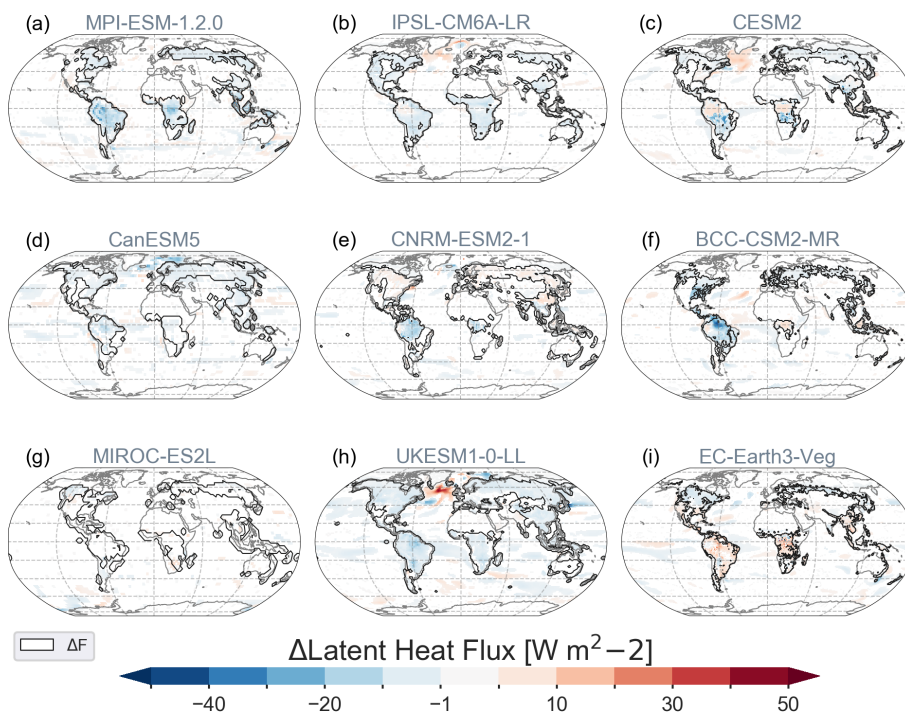 (a) MPI-ESM-1.2.0
(b) IPSL-CM6A-LR
(c) CESM2
(d) CanESM5
(e) CNRM-ESM2-1
(f) BCC-CSM2-MR
(g) MIROC-ES2L
(h) UKESM1-0-LL
(i) EC-Earth3-Veg
ΔF
ΔLatent Heat Flux [W m²−2]
−40 −20 −1 10 30 50